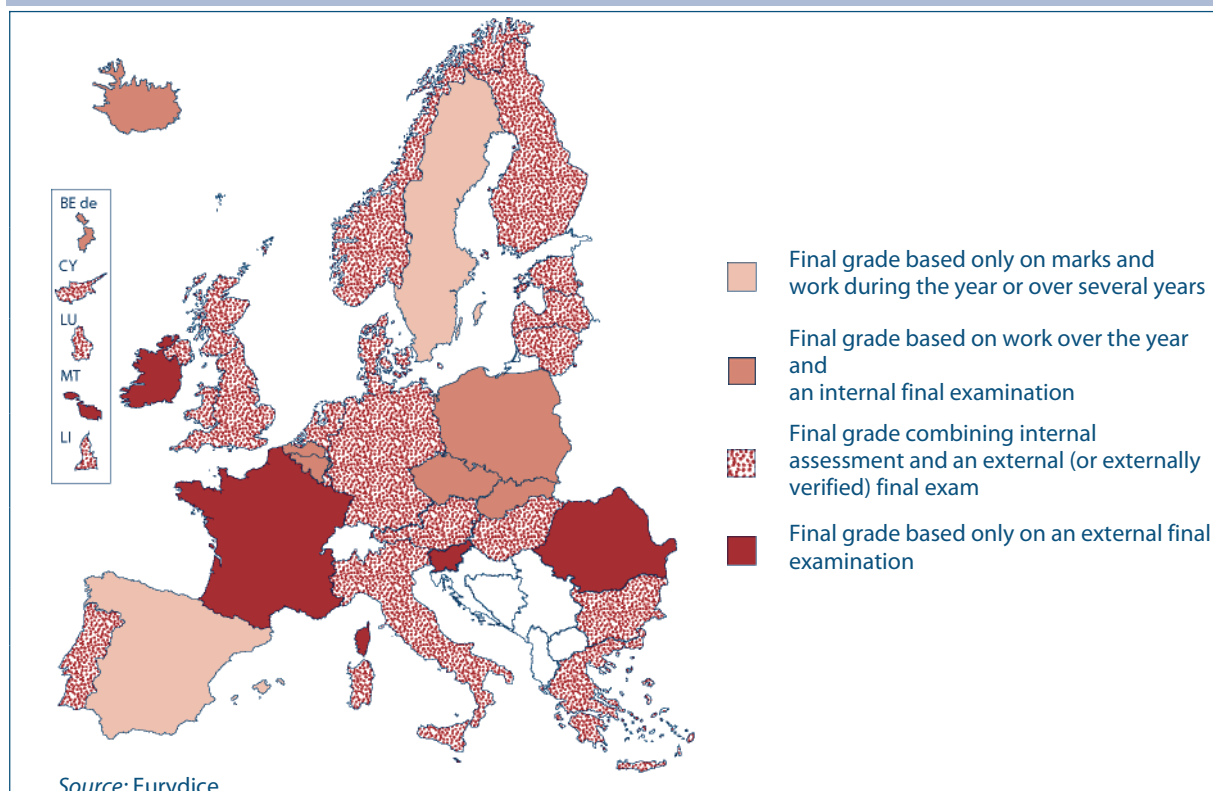 BE de
CY
LU
MT
LI
Final grade based only on marks and
work during the year or over several years
Final grade based on work over the year
and
an internal final examination
Final grade combining internal
assessment and an external (or externally
verified) final exam
Final grade based only on an external final
examination
Source: Eurydice